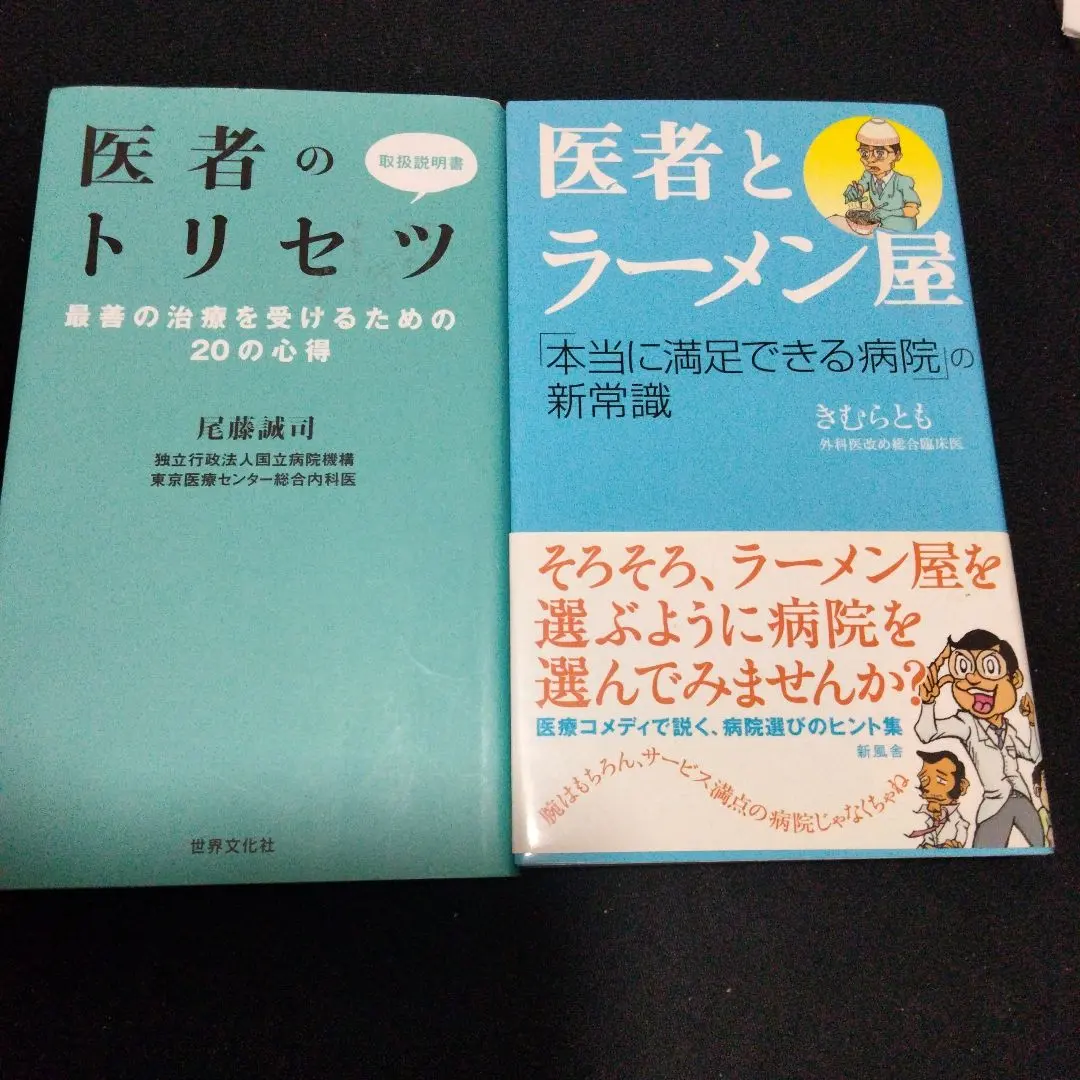 医者の
トリセツ
取扱説明書
最善の治療を受けるための
20の心得
尾藤誠司
独立行政法人国立病院機構
東京医療センター総合内科医
世界文化社
医者と
ラーメン屋
「本当に満足できる病院」の
新常識
きむらとも
外科医改め総合臨床医
そろそろ、ラーメン屋を
選ぶように病院を
選んでみませんか?
医療コメディで説く、病院選びのヒント集
新風舎
腕はもちろん、サービス満点の病院じゃなくちゃね